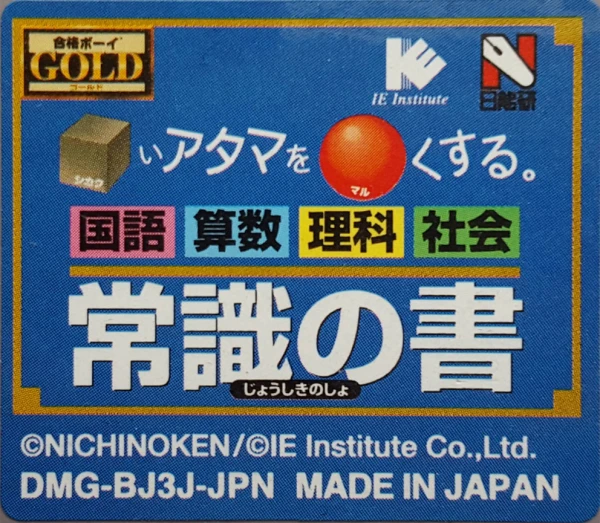 合格ボーイ
GOLD
ゴールド
IE Institute
日能研
シカク いアタマを マル くする。
国語 算数 理科 社会
常識の書
じょうしきのしょ
©NICHINOKEN/©IE Institute Co.,Ltd.
DMG-BJ3J-JPN MADE IN JAPAN